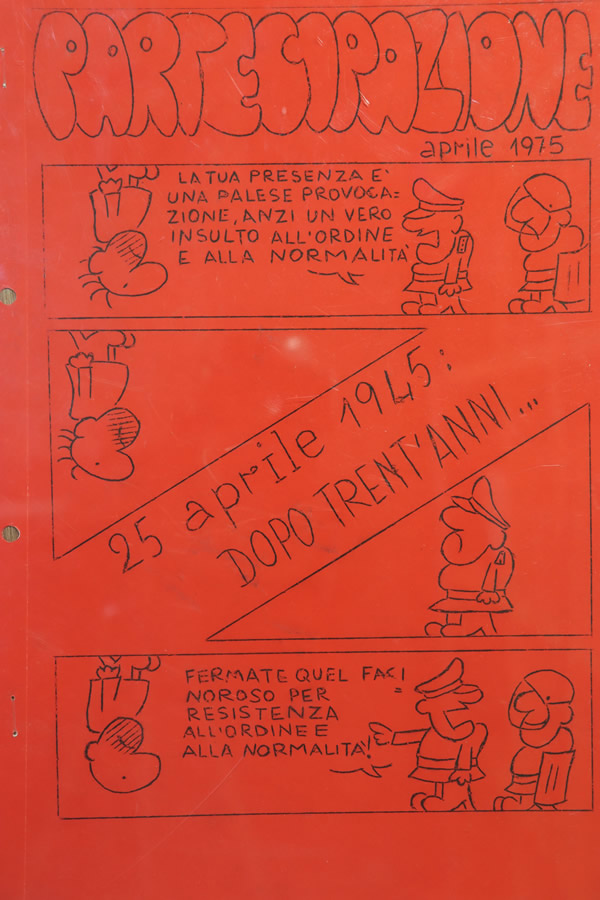 PARTECIPAZIONE
aprile 1975
LA TUA PRESENZA E'
UNA PALESE PROVOCA=
ZIONE, ANZI UN VERO
INSULTO ALL'ORDINE
E ALLA NORMALITÀ
25 aprile 1945:
DOPO TRENT'ANNI...
FERMATE QUEL FACI
=
NOROSO PER
RESISTENZA
ALL'ORDINE E
ALLA NORMALITA'!